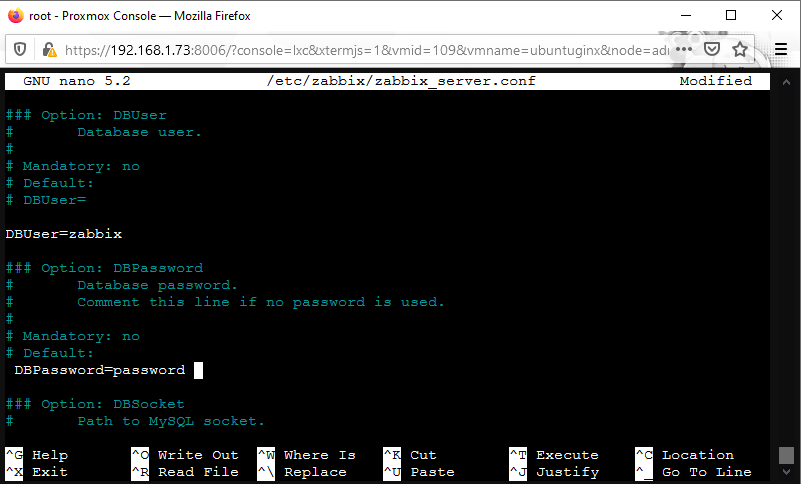 root - Proxmox Console — Mozilla Firefox
https://192.168.1.73:8006/?console=lxc&xtermjs=1&vmid=109&vmname=ubuntuginx&node=adm
GNU nano 5.2 /etc/zabbix/zabbix_server.conf Modified
### Option: DBUser
# Database user.
#
# Mandatory: no
# Default:
# DBUser=
DBUser=zabbix
### Option: DBPassword
# Database password.
# Comment this line if no password is used.
#
# Mandatory: no
# Default:
DBPassword=password
### Option: DBSocket
# Path to MySQL socket.
^G Help ^O Write Out ^W Where Is ^K Cut ^T Execute ^C Location
^X Exit ^R Read File ^\ Replace ^U Paste ^J Justify ^_ Go To Line